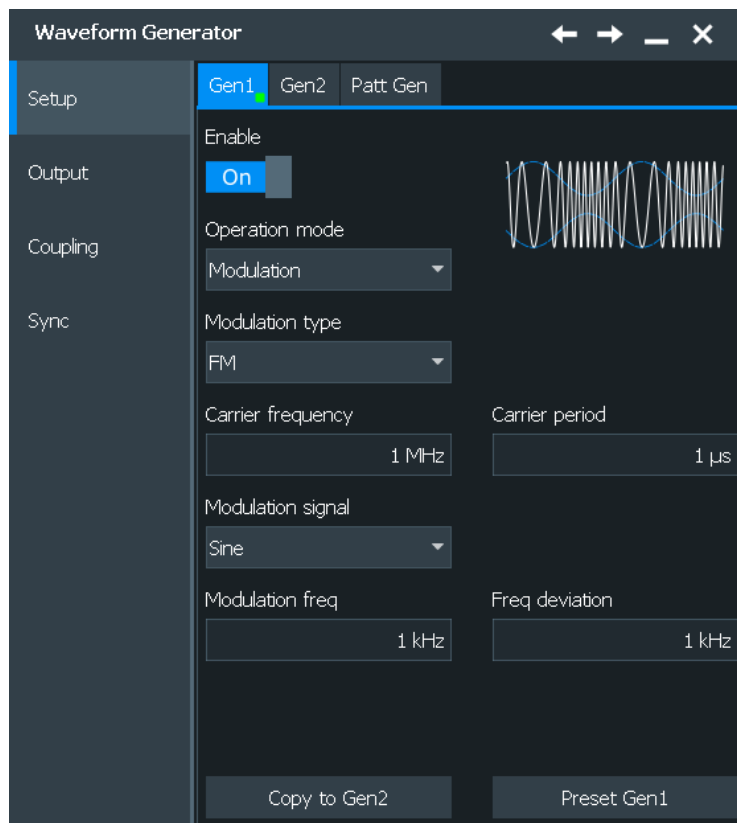 Waveform Generator
Setup
Output
Coupling
Sync
Gen1 Gen2 Patt Gen
Enable
On
Operation mode
Modulation
Modulation type
FM
Carrier frequency Carrier period
1 MHz 1 µs
Modulation signal
Sine
Modulation freq Freq deviation
1 kHz 1 kHz
Copy to Gen2 Preset Gen1